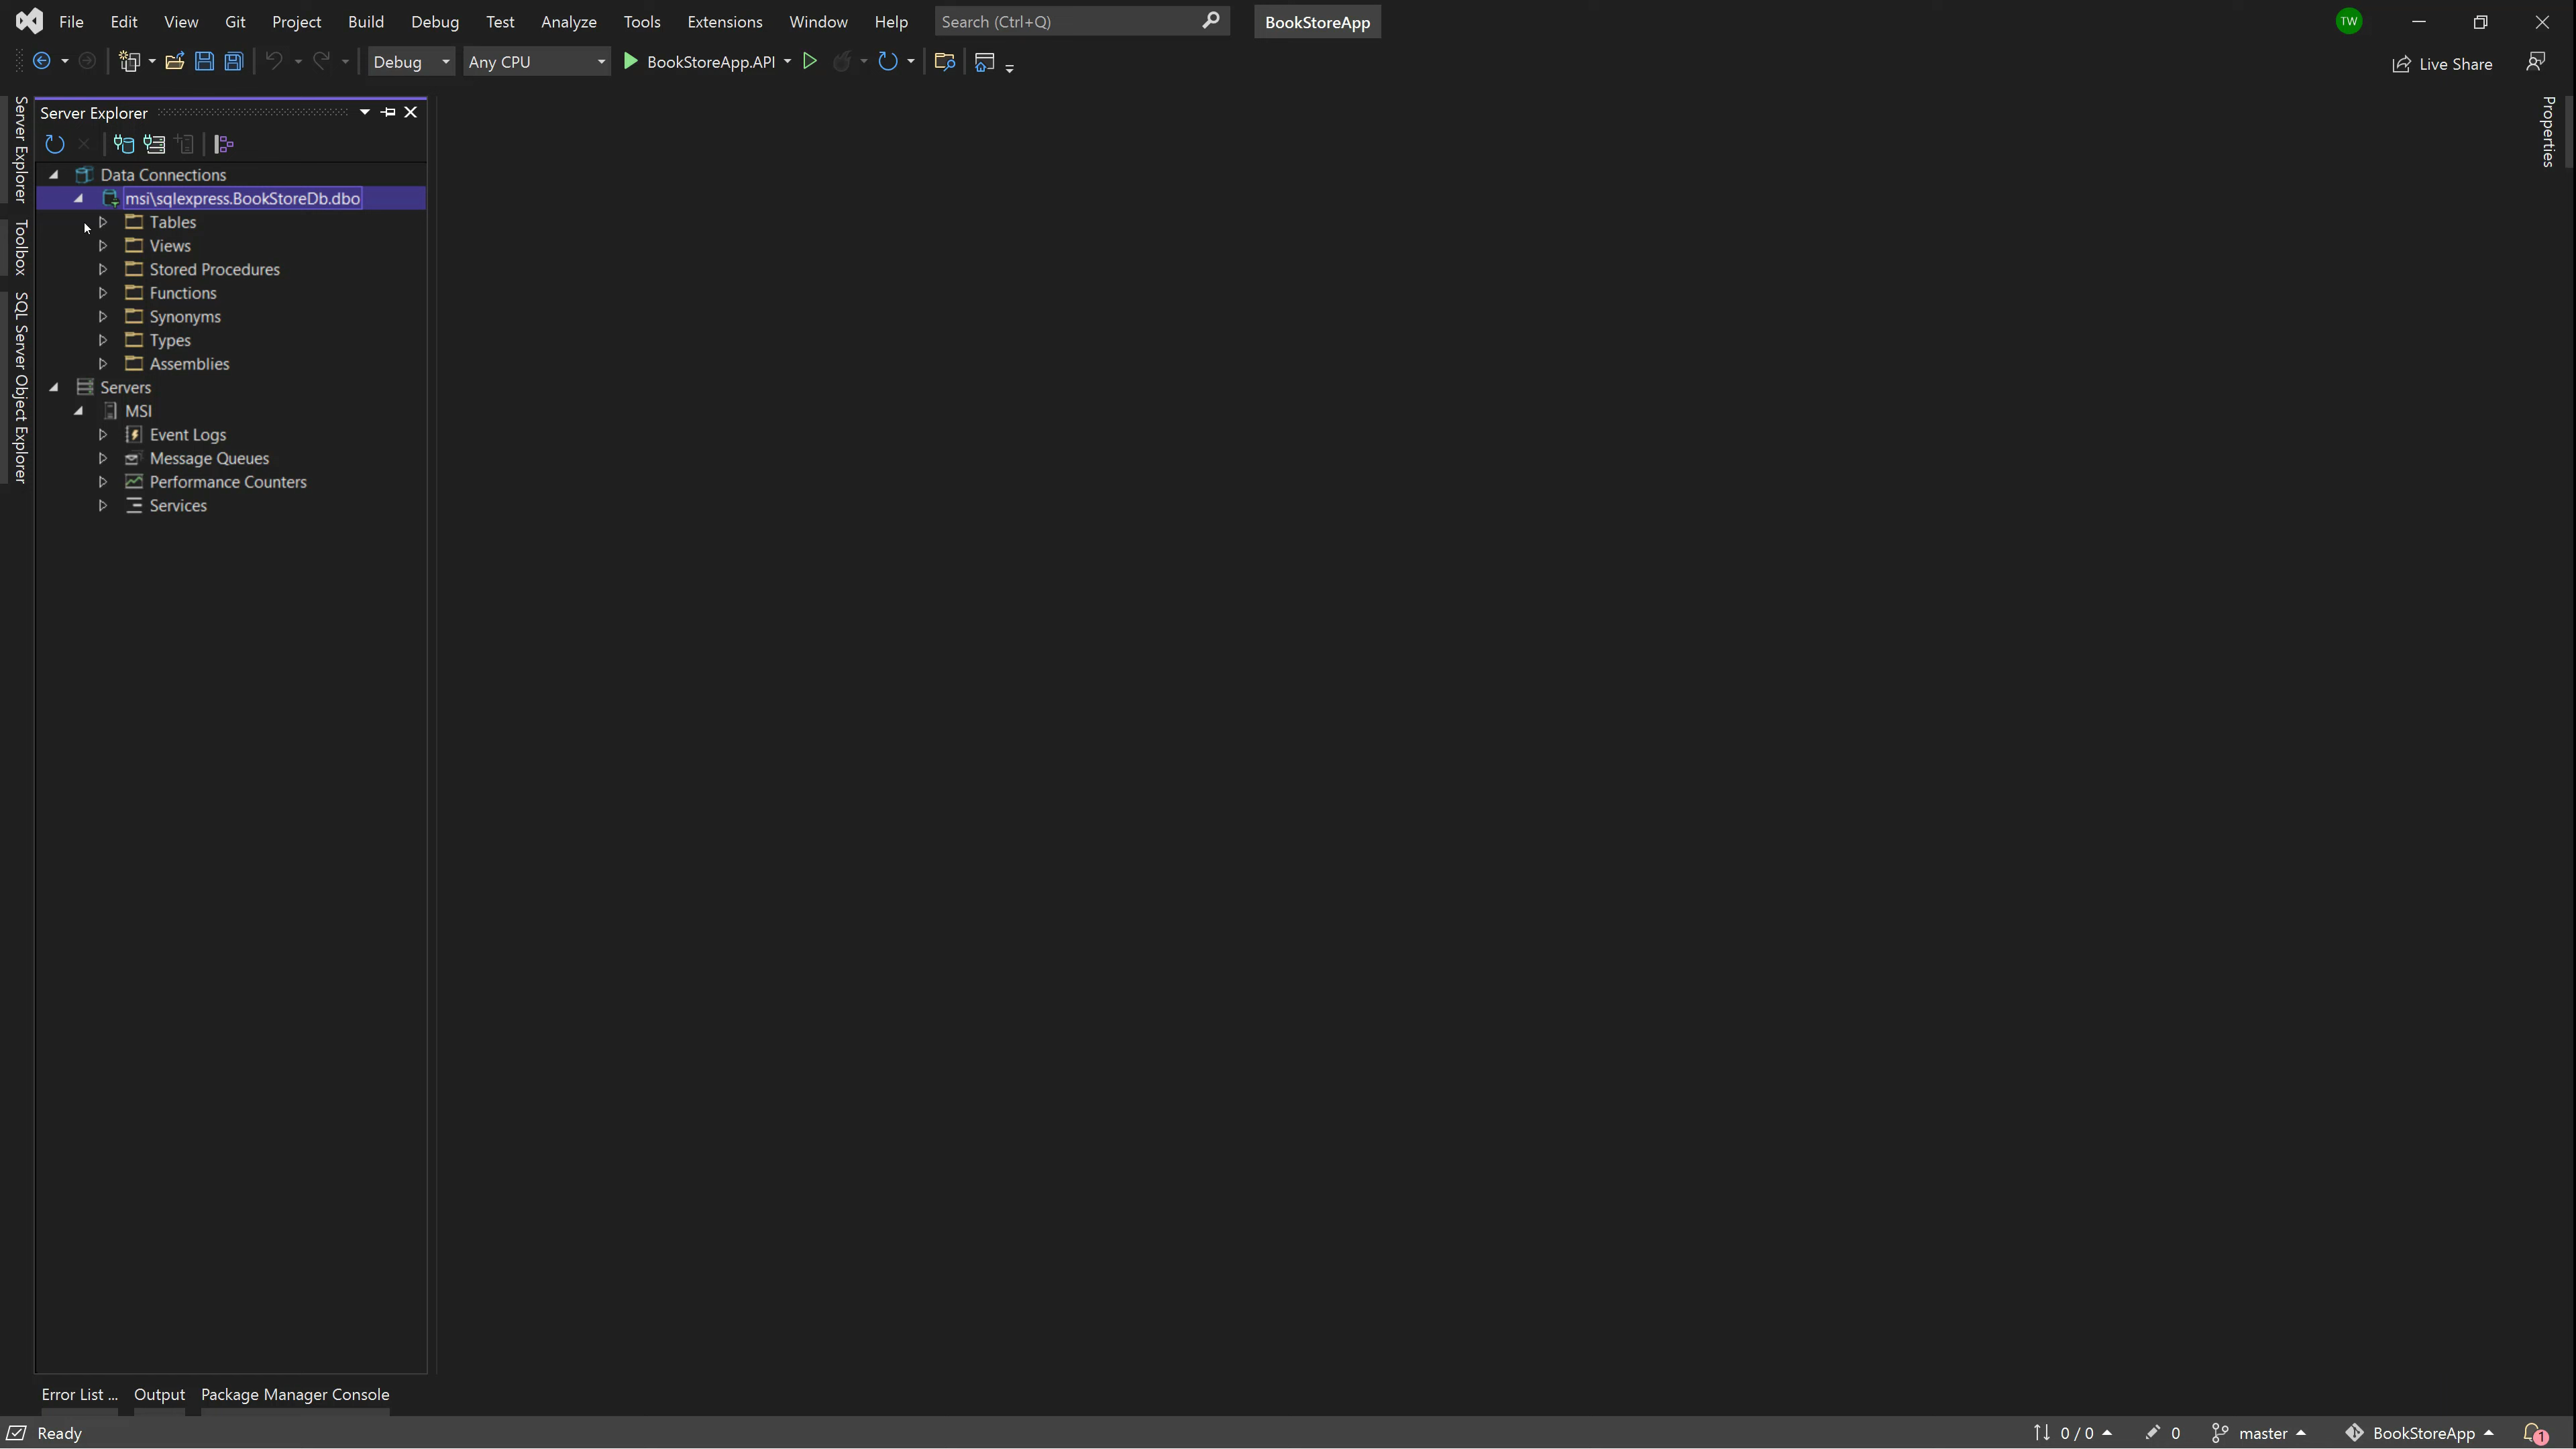 File Edit View Git Project Build Debug Test Analyze Tools Extensions Window Help Search (Ctrl+Q) BookStoreApp TW
Debug Any CPU BookStoreApp.API Live Share
Server Explorer
Toolbox
SQL Server Object Explorer
Server Explorer
Data Connections
msi\sqlexpress.BookStoreDb.dbo
Tables
Views
Stored Procedures
Functions
Synonyms
Types
Assemblies
Servers
MSI
Event Logs
Message Queues
Performance Counters
Services
Properties
Error List ... Output Package Manager Console
Ready 0 / 0 0 master BookStoreApp 1